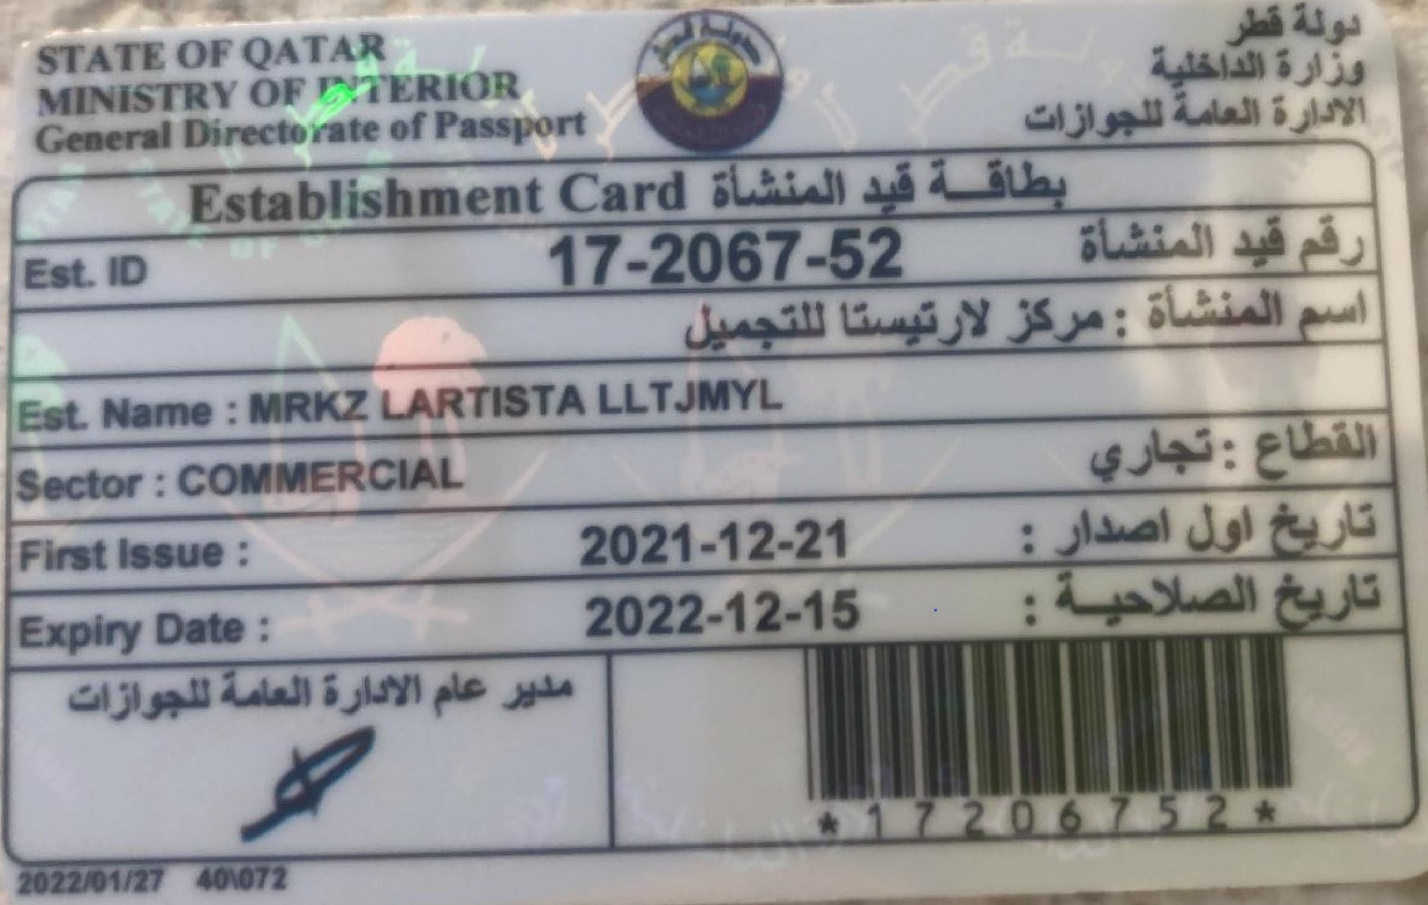 STATE OF QATAR
MINISTRY OF INTERIOR
General Directorate of Passport
دولة قطر
وزارة الداخلية
الادارة العامة للجوازات
Establishment Card بطاقــة قيد المنشأة
Est. ID 17-2067-52 رقم قيد المنشأة
اسم المنشأة : مركز لارتيستا للتجميل
Est. Name : MRKZ LARTISTA LLTJMYL
القطاع : تجاري
Sector : COMMERCIAL
First Issue : 2021-12-21 تاريخ اول اصدار :
Expiry Date : 2022-12-15 تاريخ الصلاحيــة :
مدير عام الادارة العامة للجوازات
*17206752*
2022/01/27 40\072